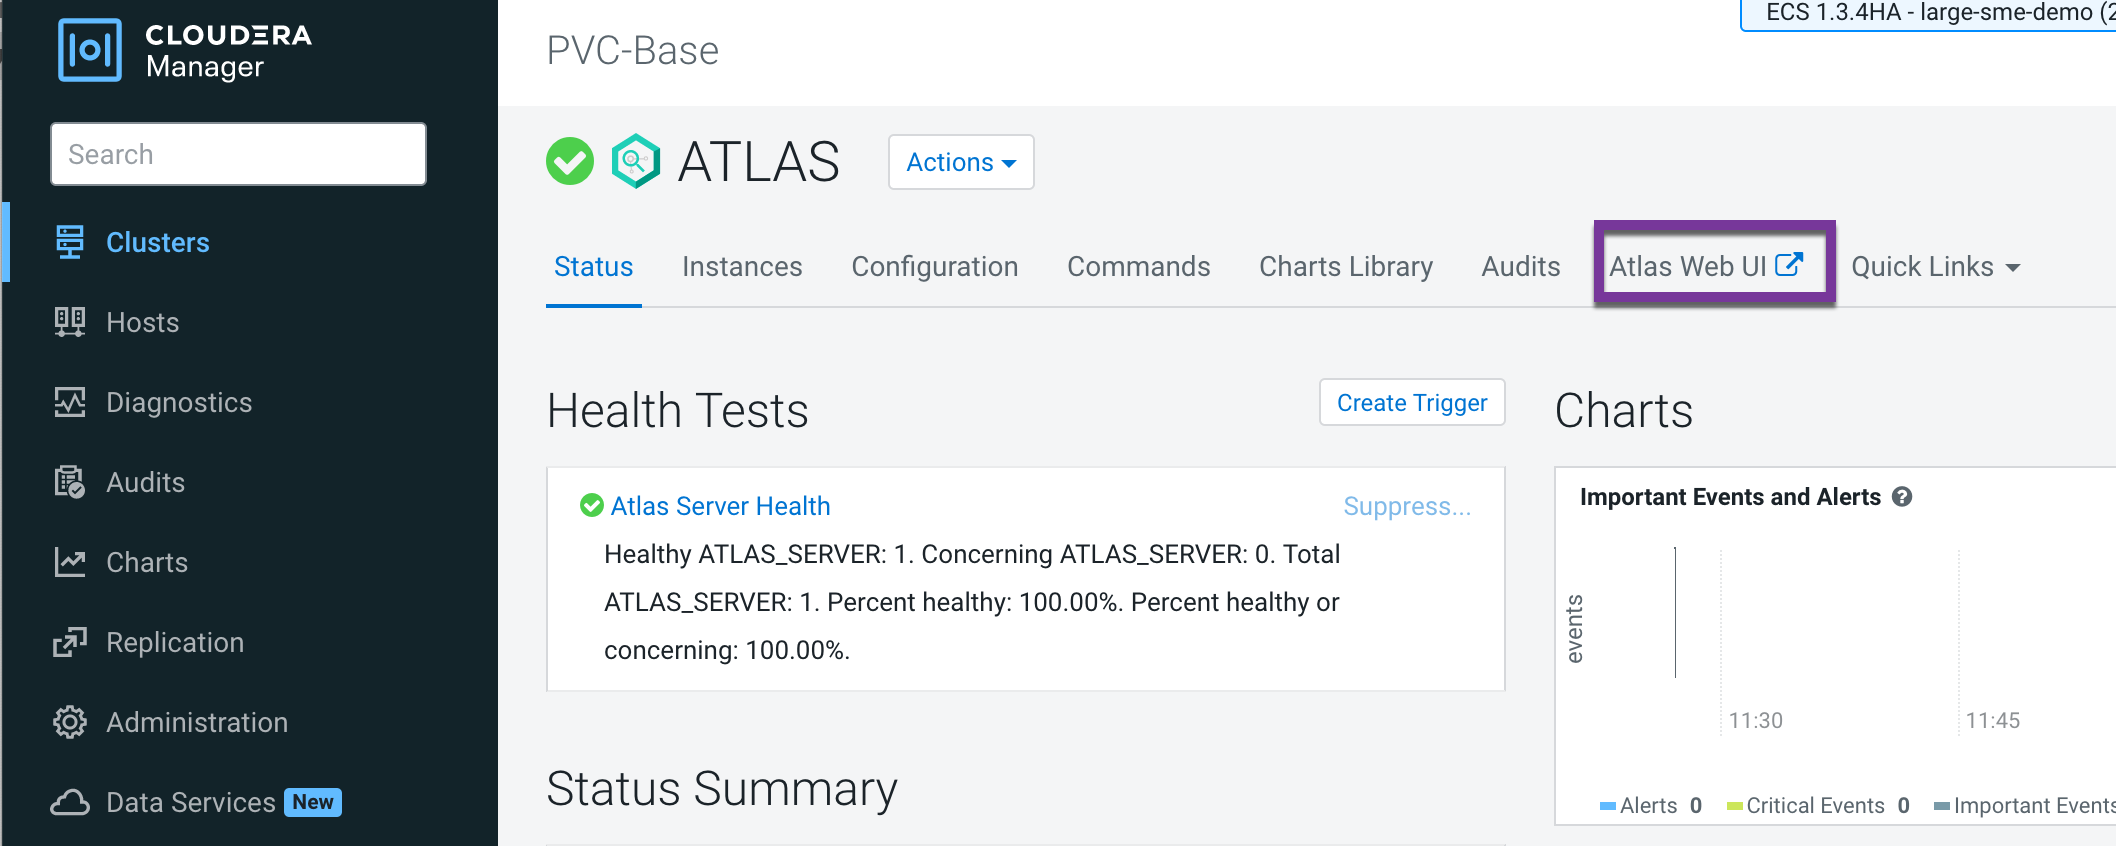 CLOUDERA
Manager
Search
Clusters
Hosts
Diagnostics
Audits
Charts
Replication
Administration
Data Services New
ECS 1.3.4HA - large-sme-demo (2
PVC-Base
ATLAS
Actions
Status Instances Configuration Commands Charts Library Audits Atlas Web UI Quick Links
Health Tests
Create Trigger
Atlas Server Health
Suppress...
Healthy ATLAS_SERVER: 1. Concerning ATLAS_SERVER: 0. Total
ATLAS_SERVER: 1. Percent healthy: 100.00%. Percent healthy or
concerning: 100.00%.
Status Summary
Charts
Important Events and Alerts
events
11:30 11:45
Alerts 0 Critical Events 0 Important Events